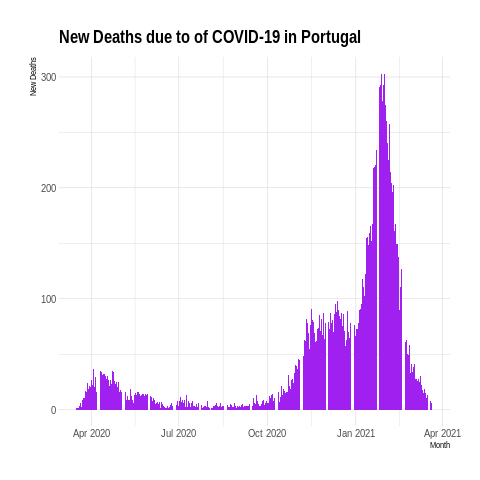 New Deaths due to of COVID-19 in Portugal
New Deaths
300
200
100
0
Apr 2020 Jul 2020 Oct 2020 Jan 2021 Apr 2021
Month